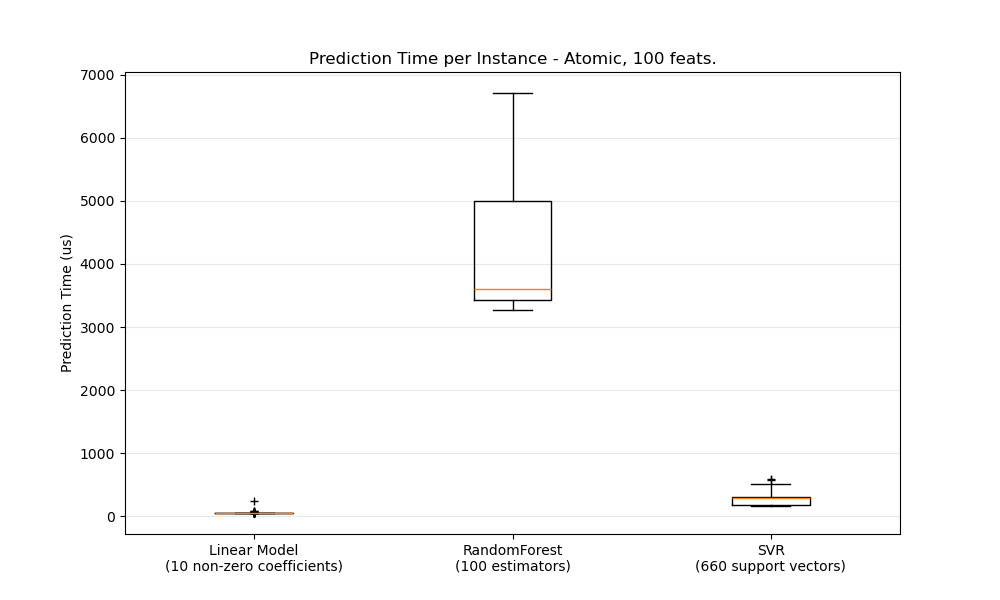 Prediction Time per Instance - Atomic, 100 feats.
7000
6000
5000
4000
3000
2000
1000
0
Prediction Time (us)
Linear Model
(10 non-zero coefficients)
RandomForest
(100 estimators)
SVR
(660 support vectors)